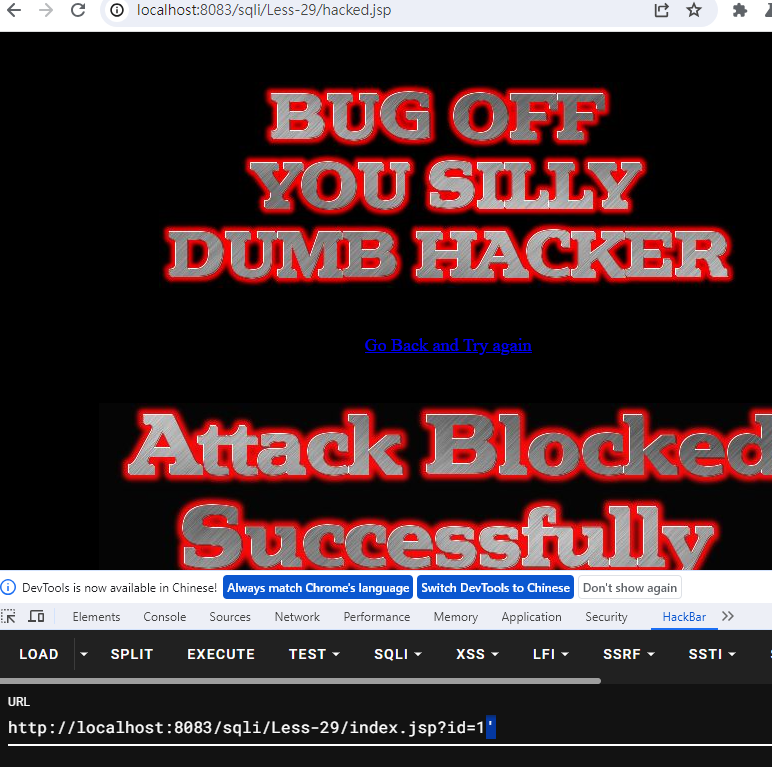 localhost:8083/sqli/Less-29/hacked.jsp
BUG OFF
YOU SILLY
DUMB HACKER
Go Back and Try again
Attack Blocked
Successfully
DevTools is now available in Chinese! Always match Chrome's language Switch DevTools to Chinese Don't show again
Elements Console Sources Network Performance Memory Application Security HackBar
LOAD SPLIT EXECUTE TEST SQLI XSS LFI SSRF SSTI
URL
http://localhost:8083/sqli/Less-29/index.jsp?id=1'